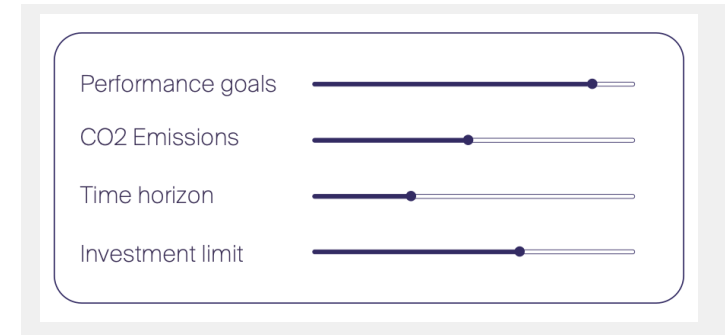 Performance goals
CO2 Emissions
Time horizon
Investment limit